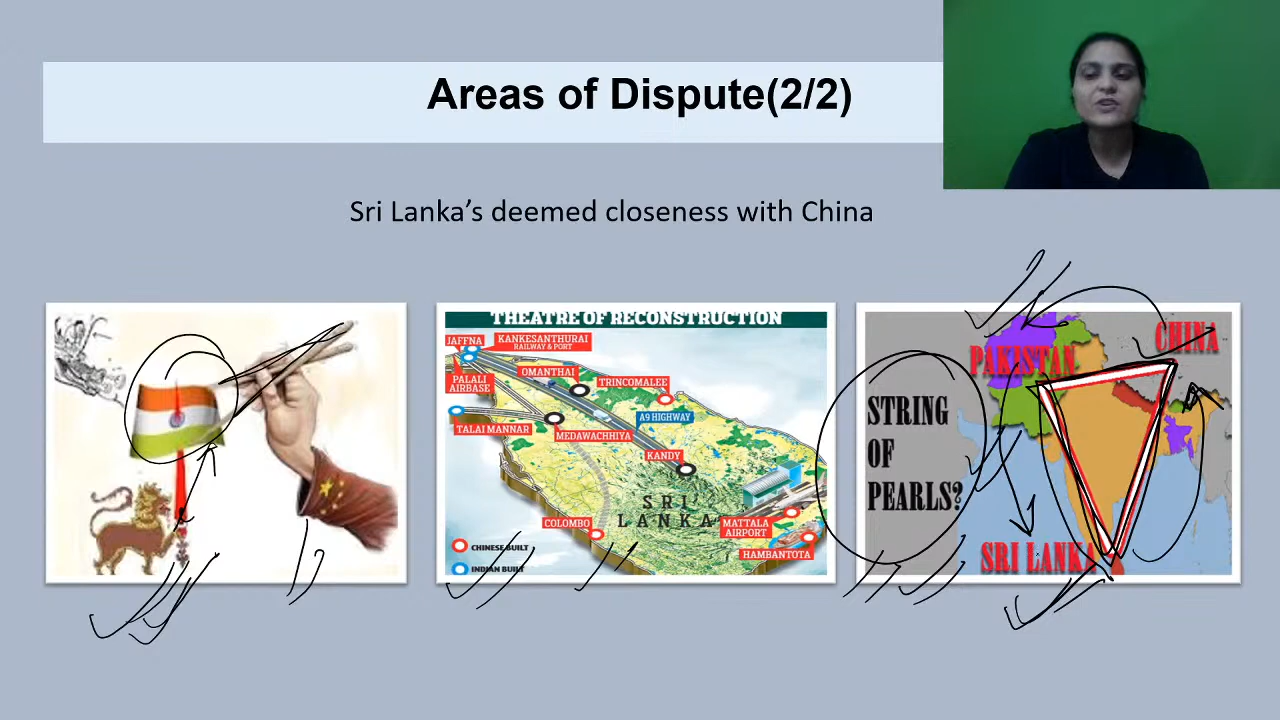 Areas of Dispute(2/2)
Sri Lanka’s deemed closeness with China
THEATRE OF RECONSTRUCTION
JAFFNA
KANKESANTHURAI
RAILWAY & PORT
PALALI
AIRBASE
OMANTHAI
TRINCOMALEE
A9 HIGHWAY
TALAI MANNAR
MEDAWACHHIYA
KANDY
SRI
LANKA
COLOMBO
MATTALA
AIRPORT
HAMBANTOTA
CHINESE BUILT
INDIAN BUILT
PAKISTAN
CHINA
STRING
OF
PEARLS?
SRI LANKA